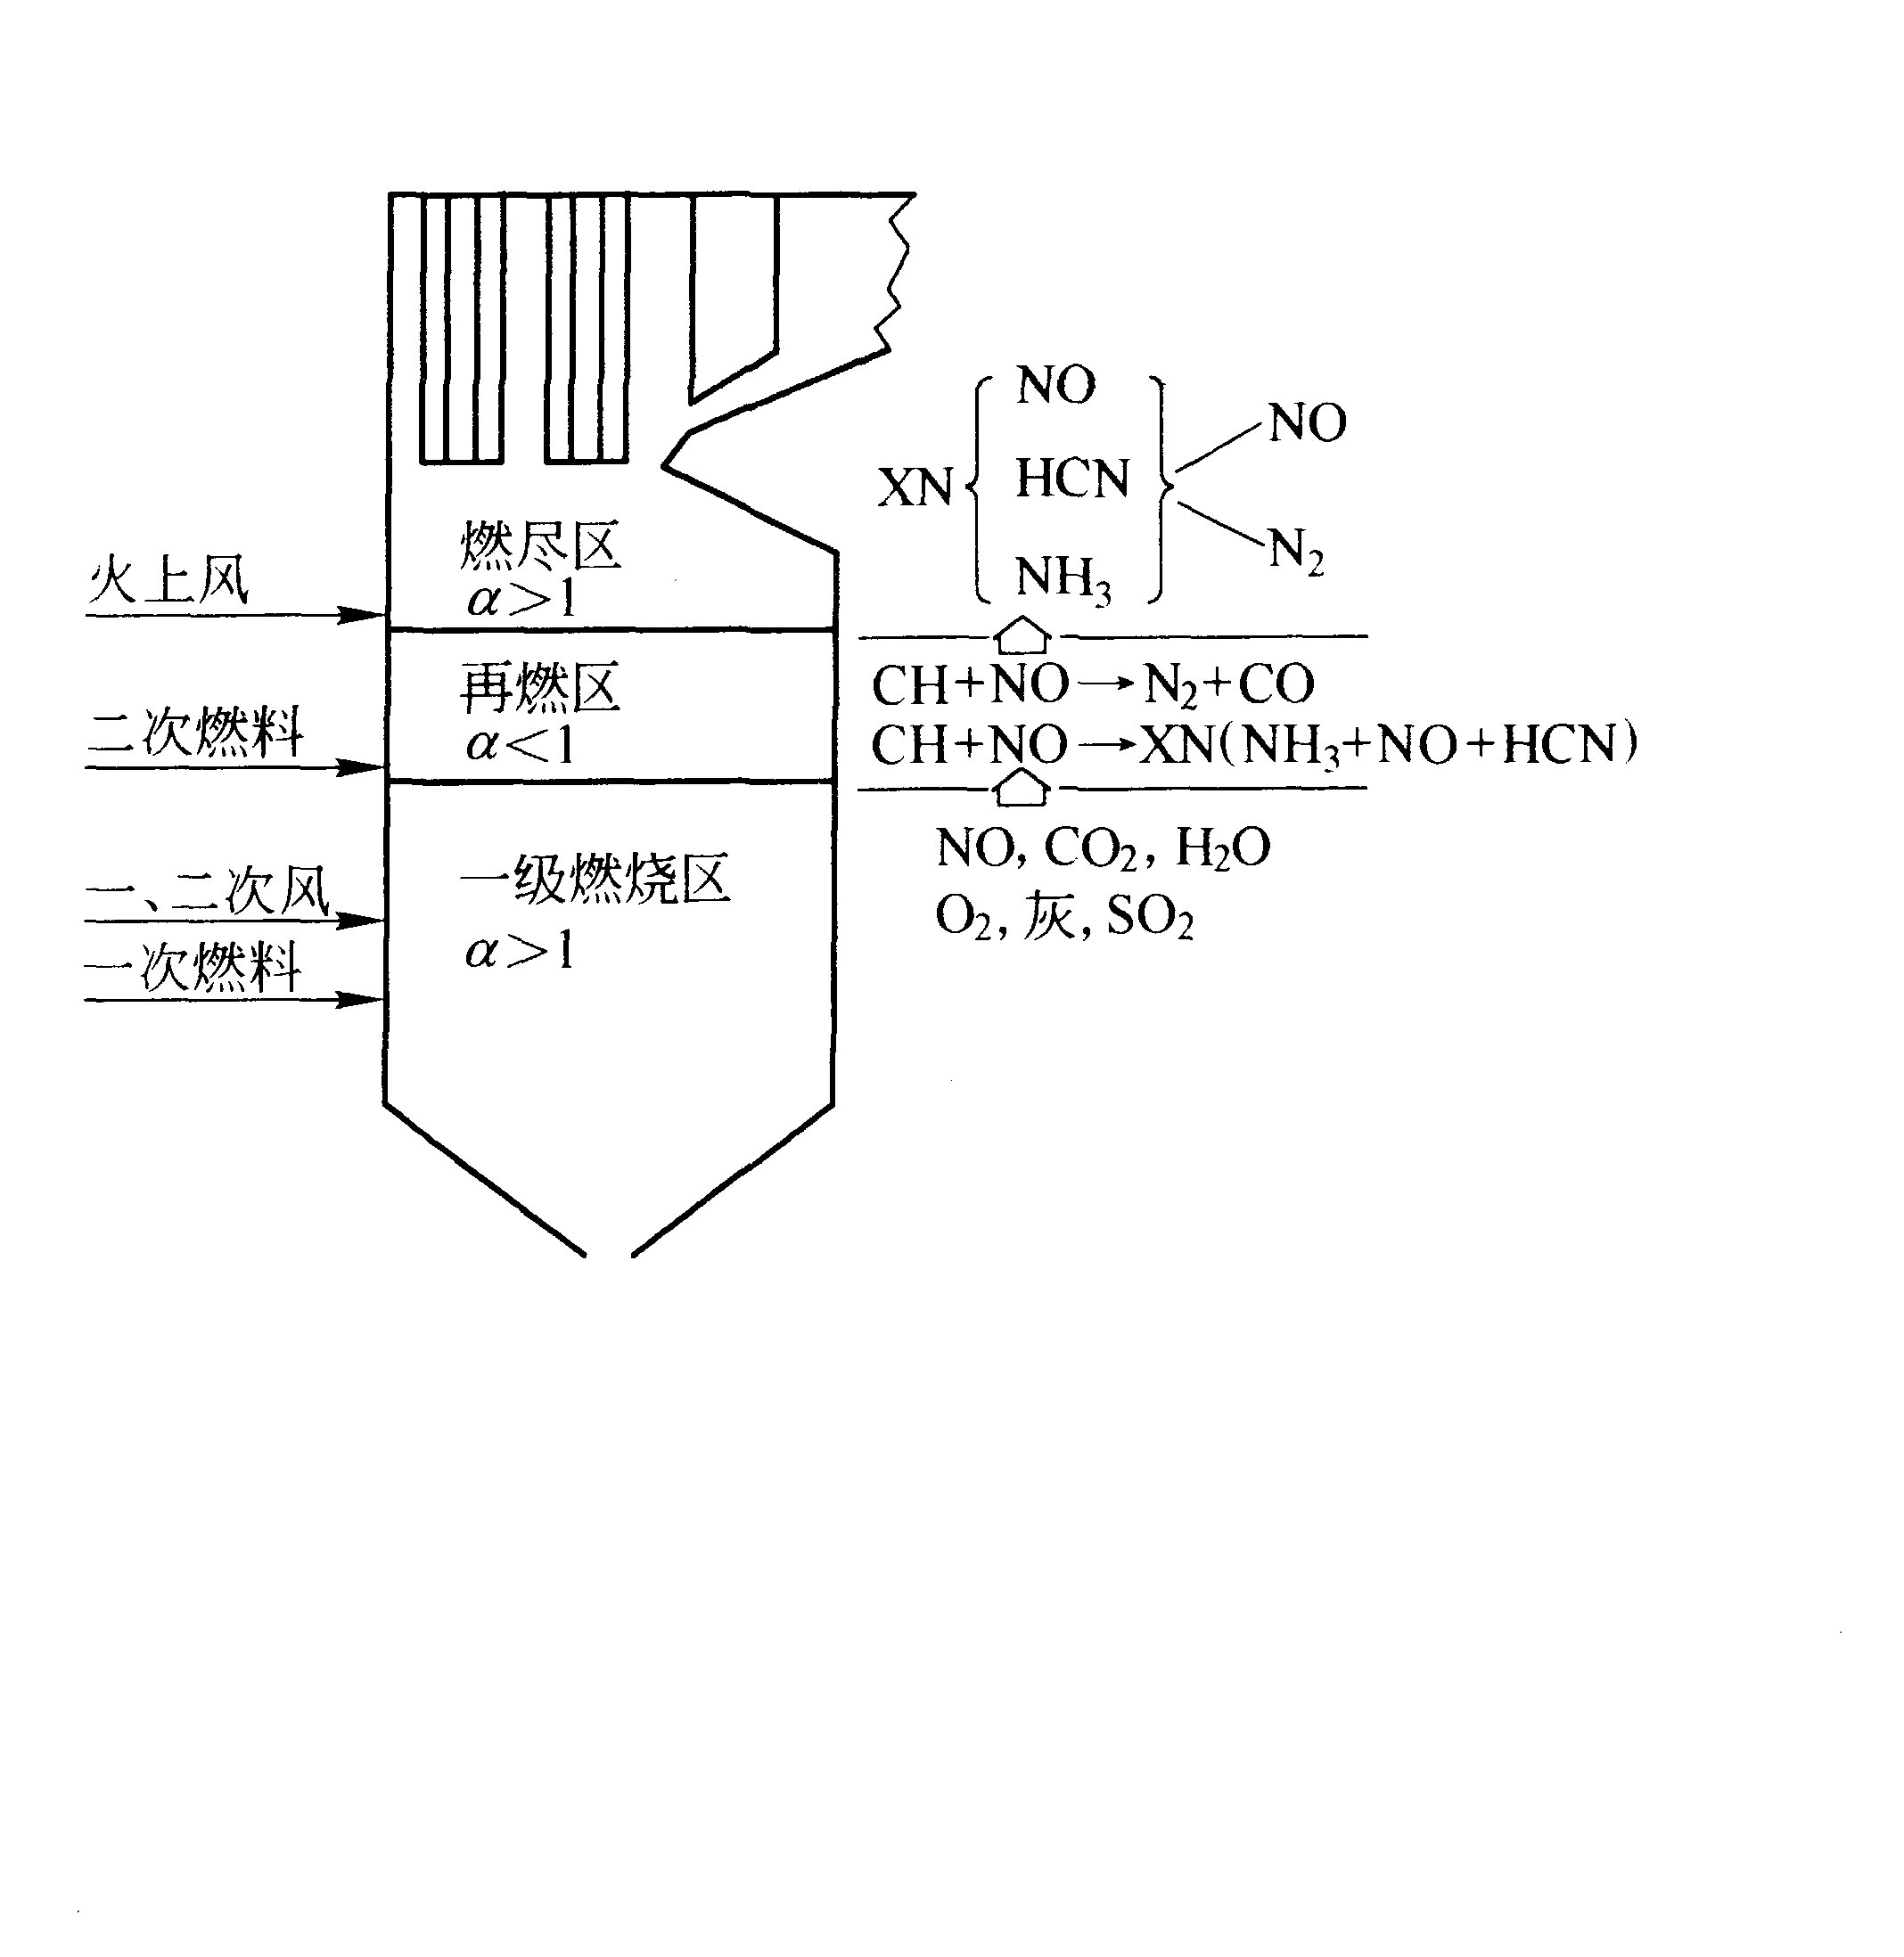 火上风
二次燃料
一、二次风
一次燃料
燃尽区
α>1
再燃区
α<1
一级燃烧区
α>1
XN { NO HCN NH₃ } NO N₂
CH+NO→N₂+CO
CH+NO→XN(NH₃+NO+HCN)
NO, CO₂, H₂O
O₂, 灰, SO₂